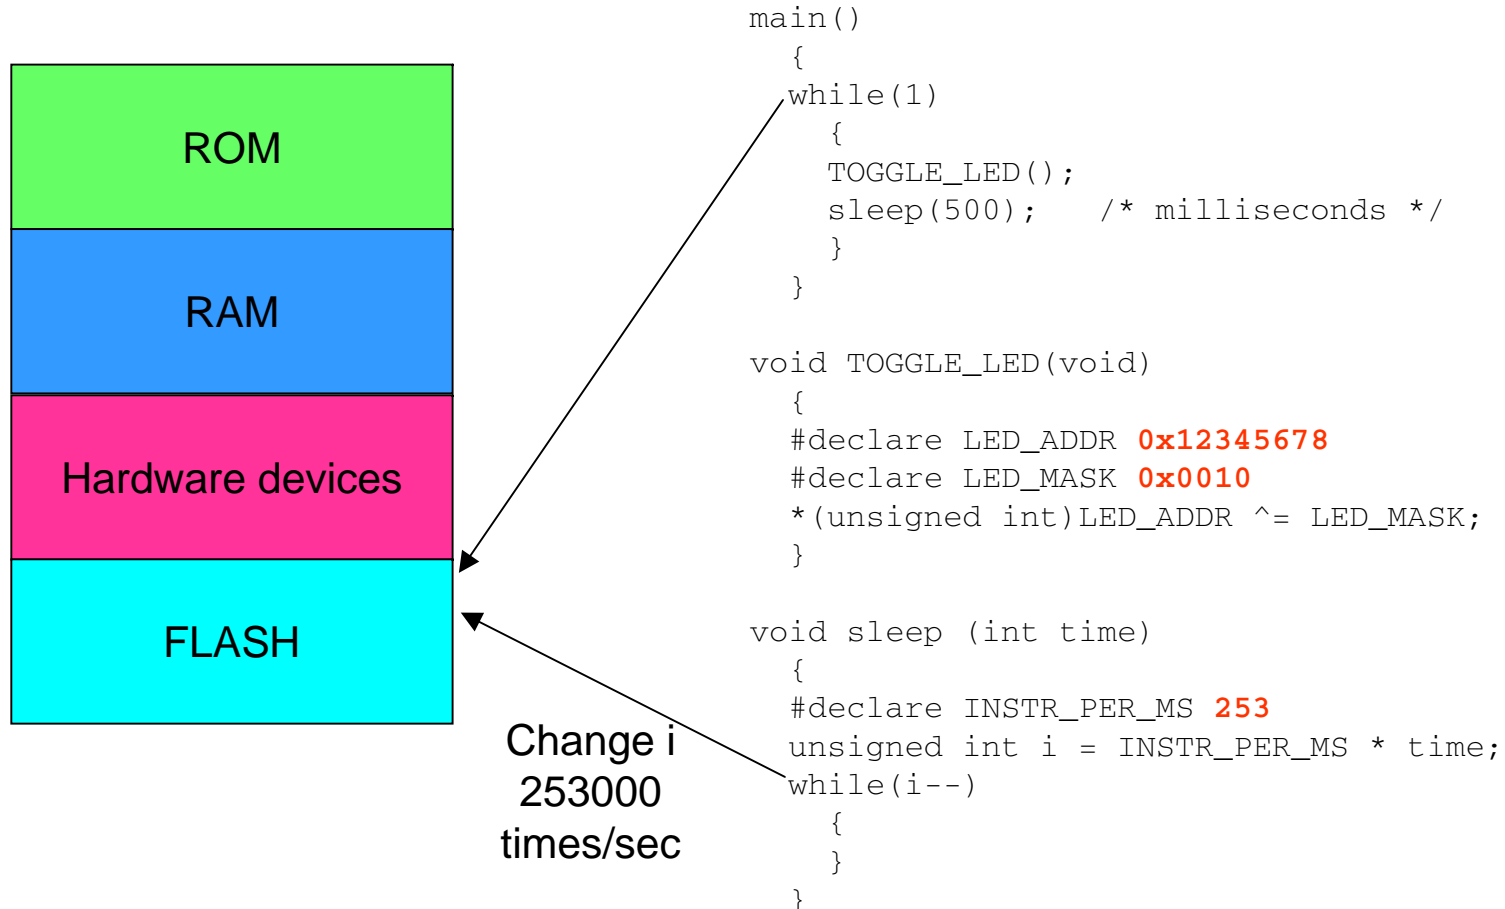 ROM
RAM
Hardware devices
FLASH
Change i
253000
times/sec
main()
{
while(1)
{
TOGGLE_LED();
sleep(500);   /* milliseconds */
}
}
void TOGGLE_LED(void)
{
#declare LED_ADDR 0x12345678
#declare LED_MASK 0x0010
*(unsigned int)LED_ADDR ^= LED_MASK;
}
void sleep (int time)
{
#declare INSTR_PER_MS 253
unsigned int i = INSTR_PER_MS * time;
while(i--)
{
}
}